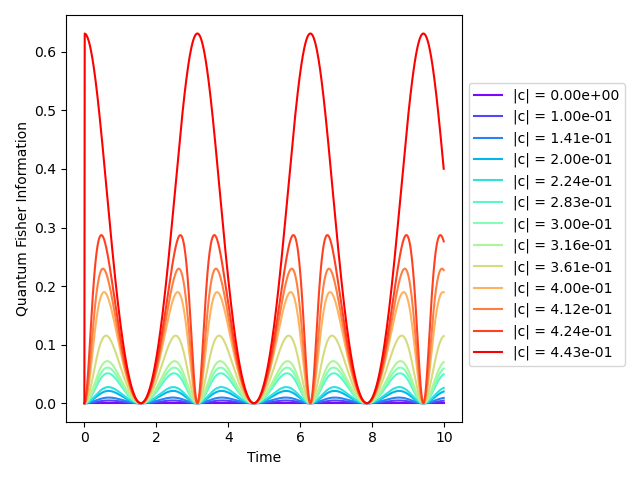 Quantum Fisher Information
0.6
0.5
0.4
0.3
0.2
0.1
0.0
0 2 4 6 8 10
Time
|c| = 0.00e+00
|c| = 1.00e-01
|c| = 1.41e-01
|c| = 2.00e-01
|c| = 2.24e-01
|c| = 2.83e-01
|c| = 3.00e-01
|c| = 3.16e-01
|c| = 3.61e-01
|c| = 4.00e-01
|c| = 4.12e-01
|c| = 4.24e-01
|c| = 4.43e-01